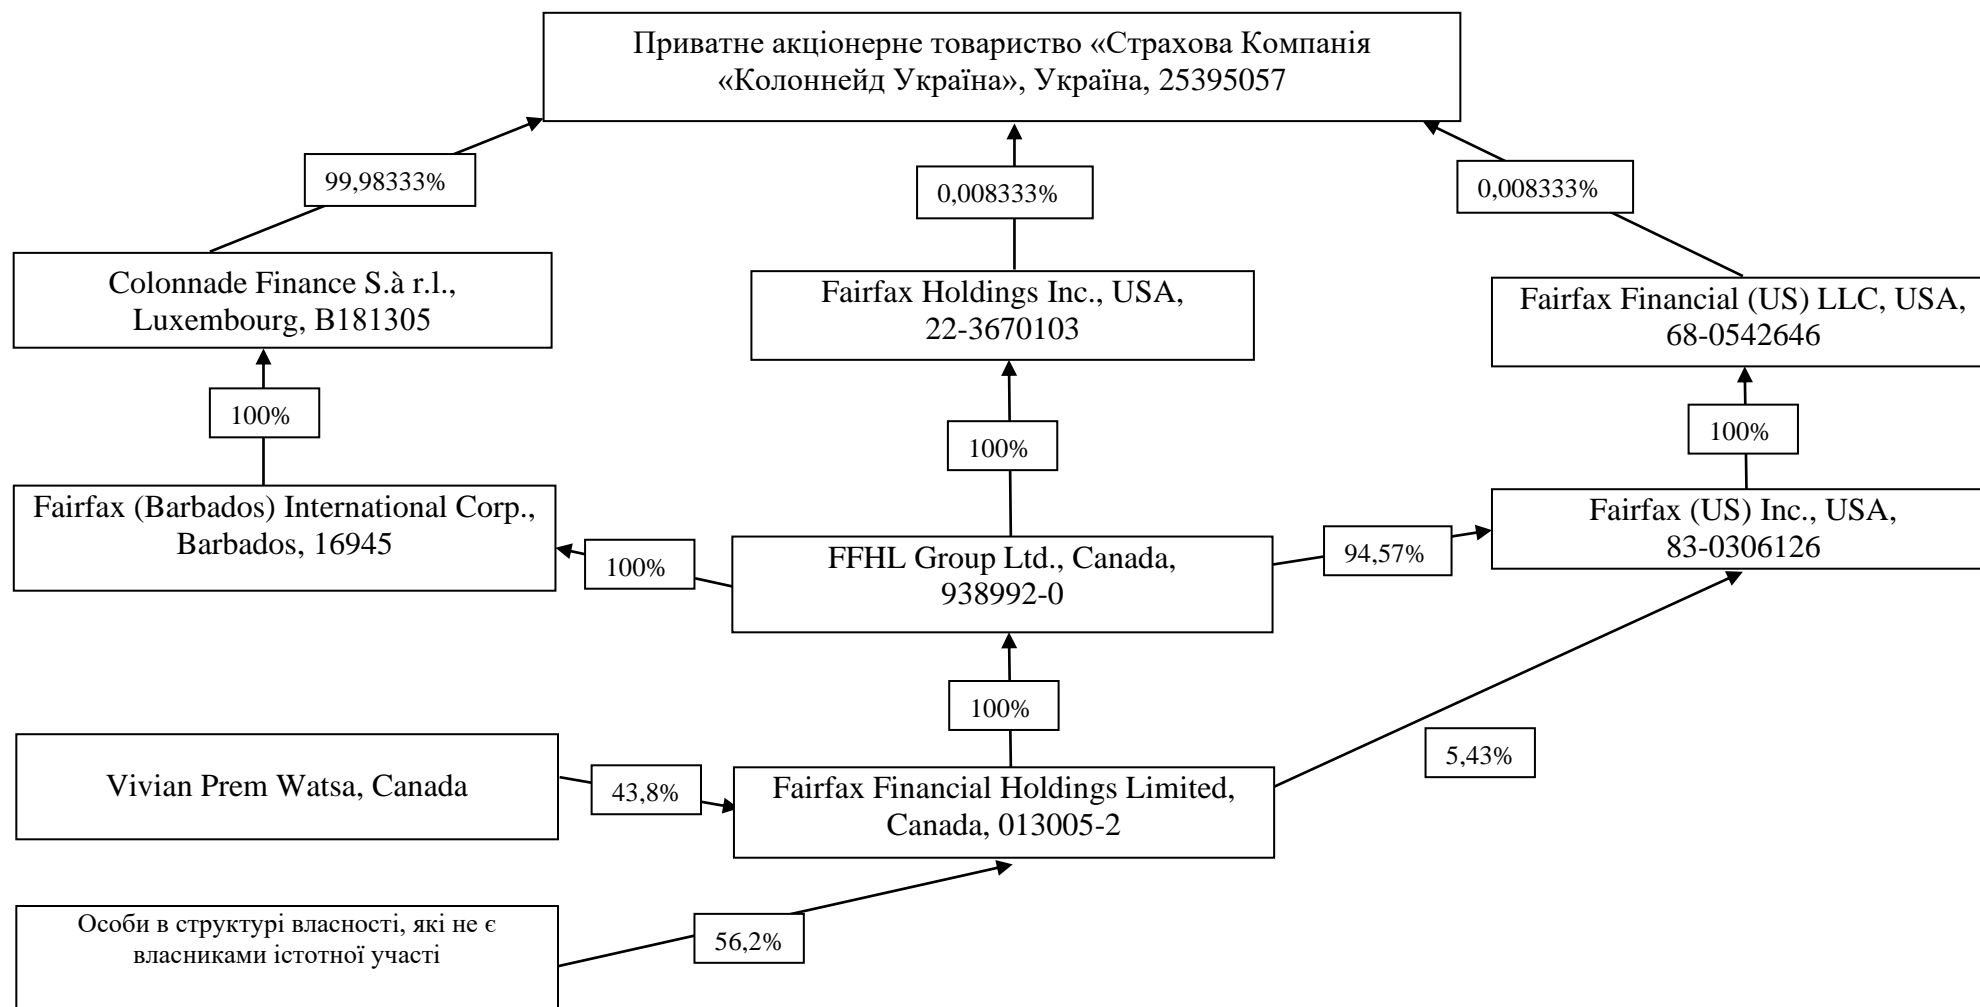 Приватне акціонерне товариство «Страхова Компанія
«Колоннейд Україна», Україна, 25395057
99,98333%
0,008333%
0,008333%
Colonnade Finance S.à r.l.,
Luxembourg, B181305
Fairfax Holdings Inc., USA,
22-3670103
Fairfax Financial (US) LLC, USA,
68-0542646
100%
100%
100%
Fairfax (Barbados) International Corp.,
Barbados, 16945
100%
FFHL Group Ltd., Canada,
938992-0
94,57%
Fairfax (US) Inc., USA,
83-0306126
100%
5,43%
Vivian Prem Watsa, Canada
43,8%
Fairfax Financial Holdings Limited,
Canada, 013005-2
Особи в структурі власності, які не є
власниками істотної участі
56,2%